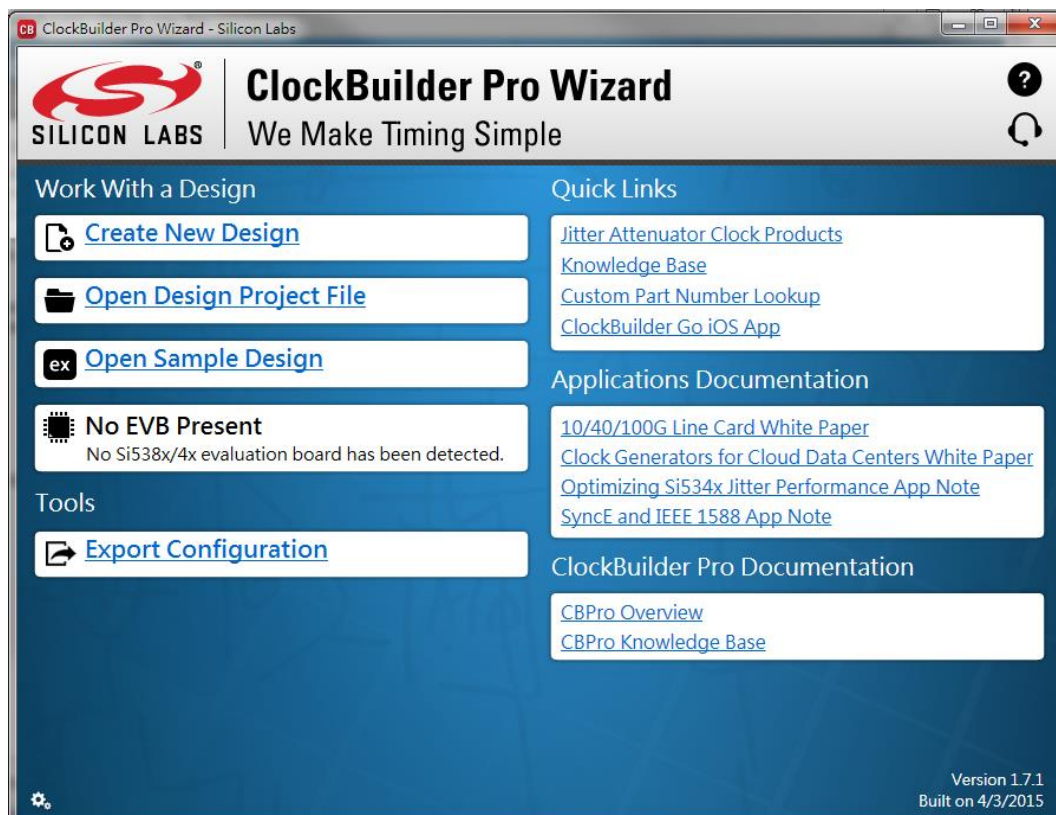 CB ClockBuilder Pro Wizard - Silicon Labs
SILICON LABS
®
ClockBuilder Pro Wizard
We Make Timing Simple
?
Work With a Design
Create New Design
Open Design Project File
ex Open Sample Design
No EVB Present
No Si538x/4x evaluation board has been detected.
Tools
Export Configuration
Quick Links
Jitter Attenuator Clock Products
Knowledge Base
Custom Part Number Lookup
ClockBuilder Go iOS App
Applications Documentation
10/40/100G Line Card White Paper
Clock Generators for Cloud Data Centers White Paper
Optimizing Si534x Jitter Performance App Note
SyncE and IEEE 1588 App Note
ClockBuilder Pro Documentation
CBPro Overview
CBPro Knowledge Base
Version 1.7.1
Built on 4/3/2015